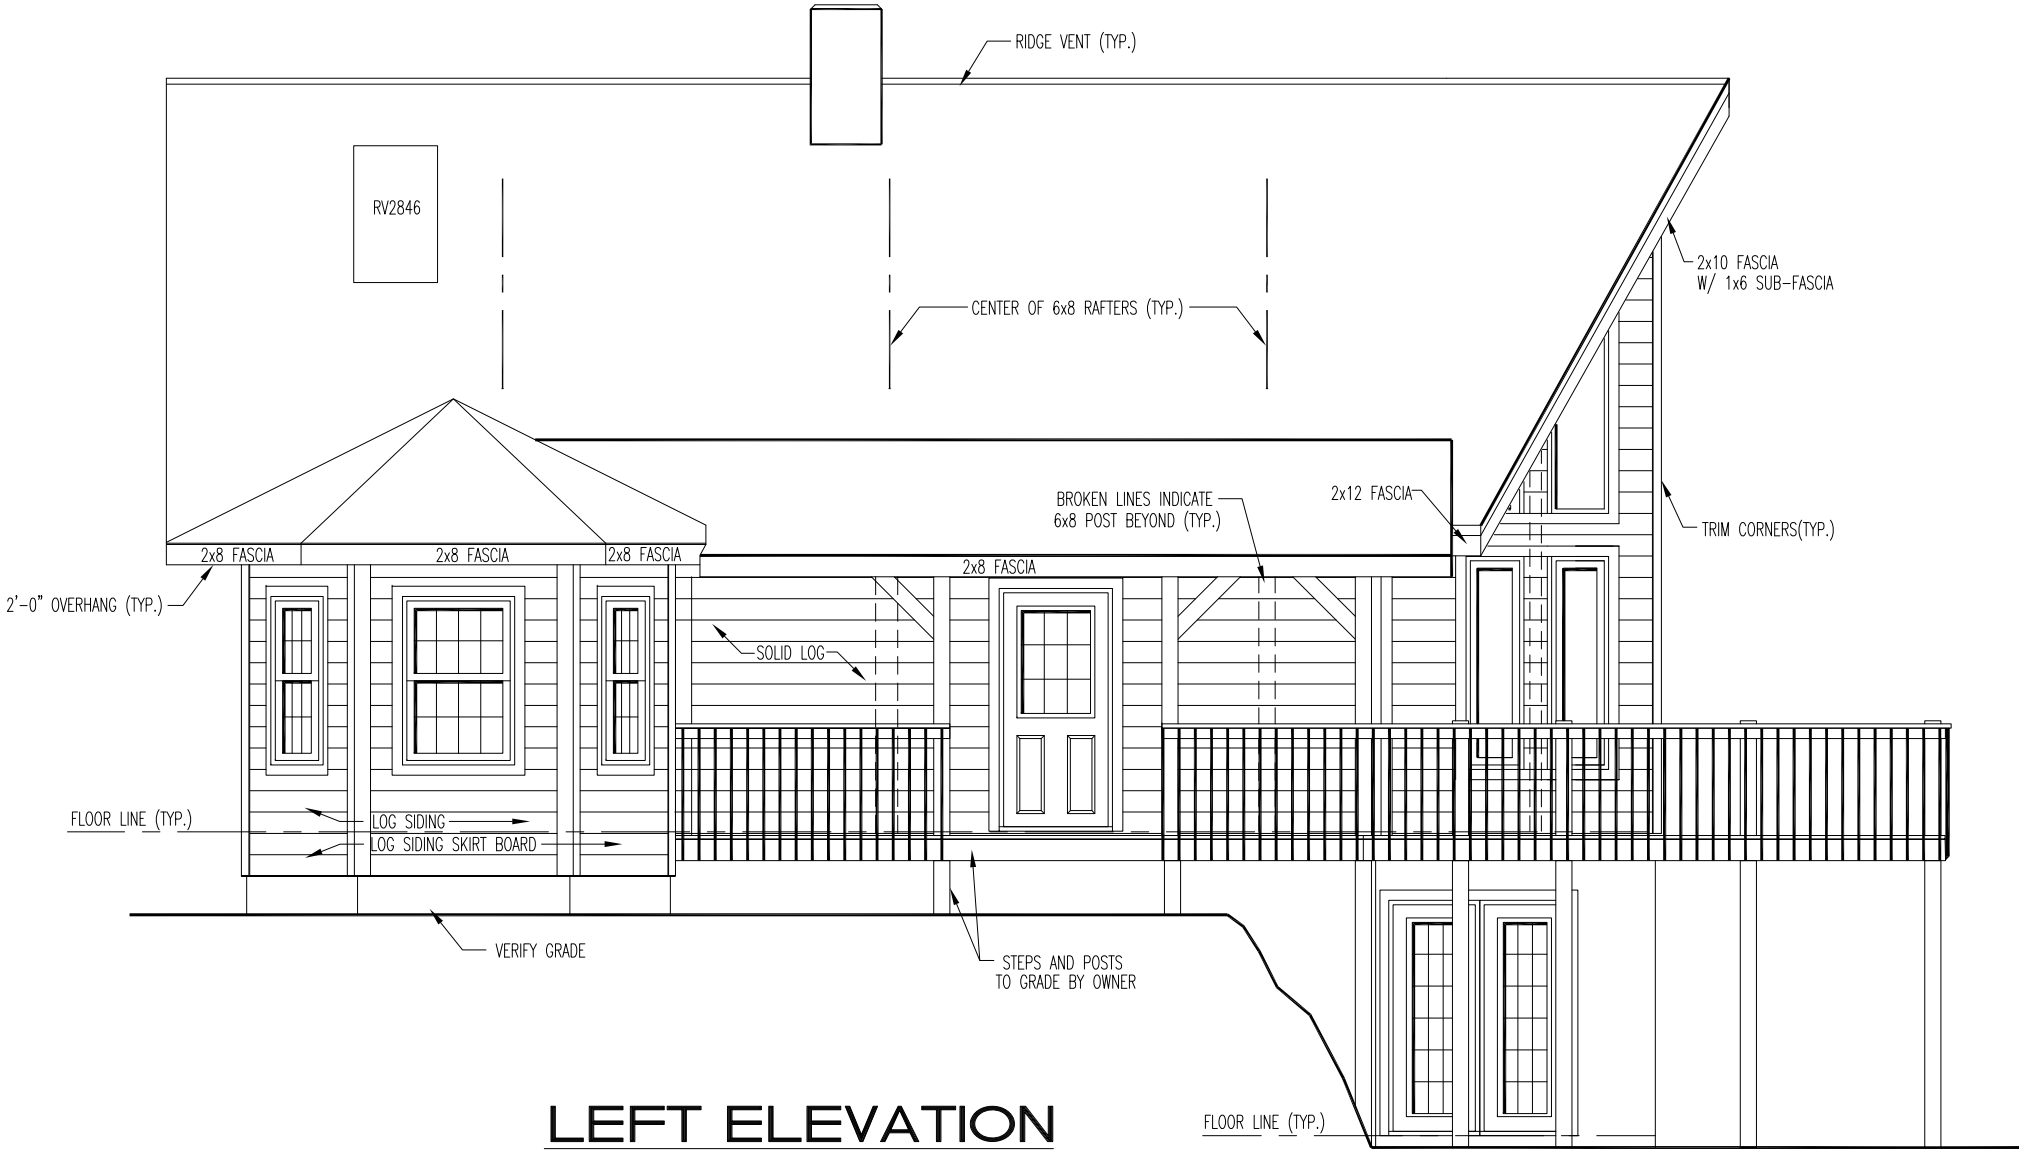 RIDGE VENT (TYP.)
RV2846
2x10 FASCIA
W/ 1x6 SUB-FASCIA
CENTER OF 6x8 RAFTERS (TYP.)
BROKEN LINES INDICATE
6x8 POST BEYOND (TYP.)
2x12 FASCIA
TRIM CORNERS(TYP.)
2x8 FASCIA
2x8 FASCIA
2x8 FASCIA
2x8 FASCIA
2'-0" OVERHANG (TYP.)
SOLID LOG
FLOOR LINE (TYP.)
LOG SIDING
LOG SIDING SKIRT BOARD
VERIFY GRADE
STEPS AND POSTS
TO GRADE BY OWNER
LEFT ELEVATION
FLOOR LINE (TYP.)